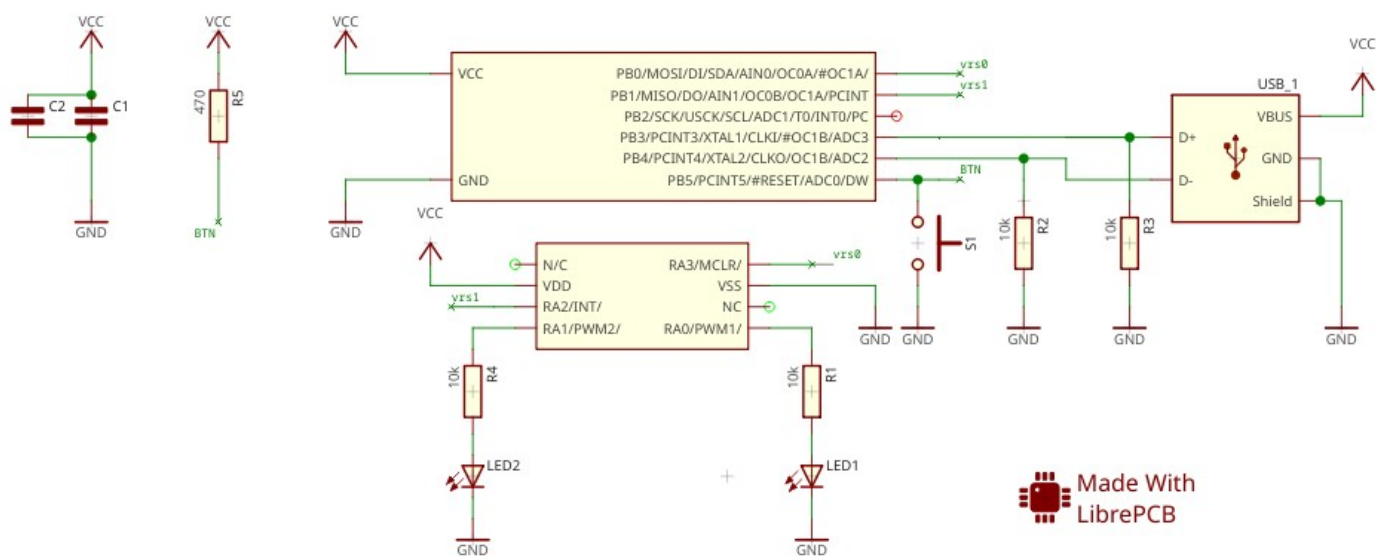 VCC
VCC
VCC
C2
C1
470
R5
GND
BTN
VCC
GND
GND
PB0/MOSI/DI/SDA/AIN0/OC0A/#OC1A/
PB1/MISO/DO/AIN1/OC0B/OC1A/PCINT
PB2/SCK/USCK/SCL/ADC1/T0/INT0/PC
PB3/PCINT3/XTAL1/CLKI/#OC1B/ADC3
PB4/PCINT4/XTAL2/CLKO/OC1B/ADC2
PB5/PCINT5/#RESET/ADC0/DW
vrs0
vrs1
BTN
VCC
USB_1
VBUS
D+
GND
D-
Shield
S1
10k
R2
10k
R3
GND
GND
GND
GND
GND
VCC
N/C
VDD
RA2/INT/
RA1/PWM2/
RA3/MCLR/
VSS
NC
RA0/PWM1/
vrs0
vrs1
10k
R4
10k
R1
LED2
LED1
GND
GND
Made With
LibrePCB